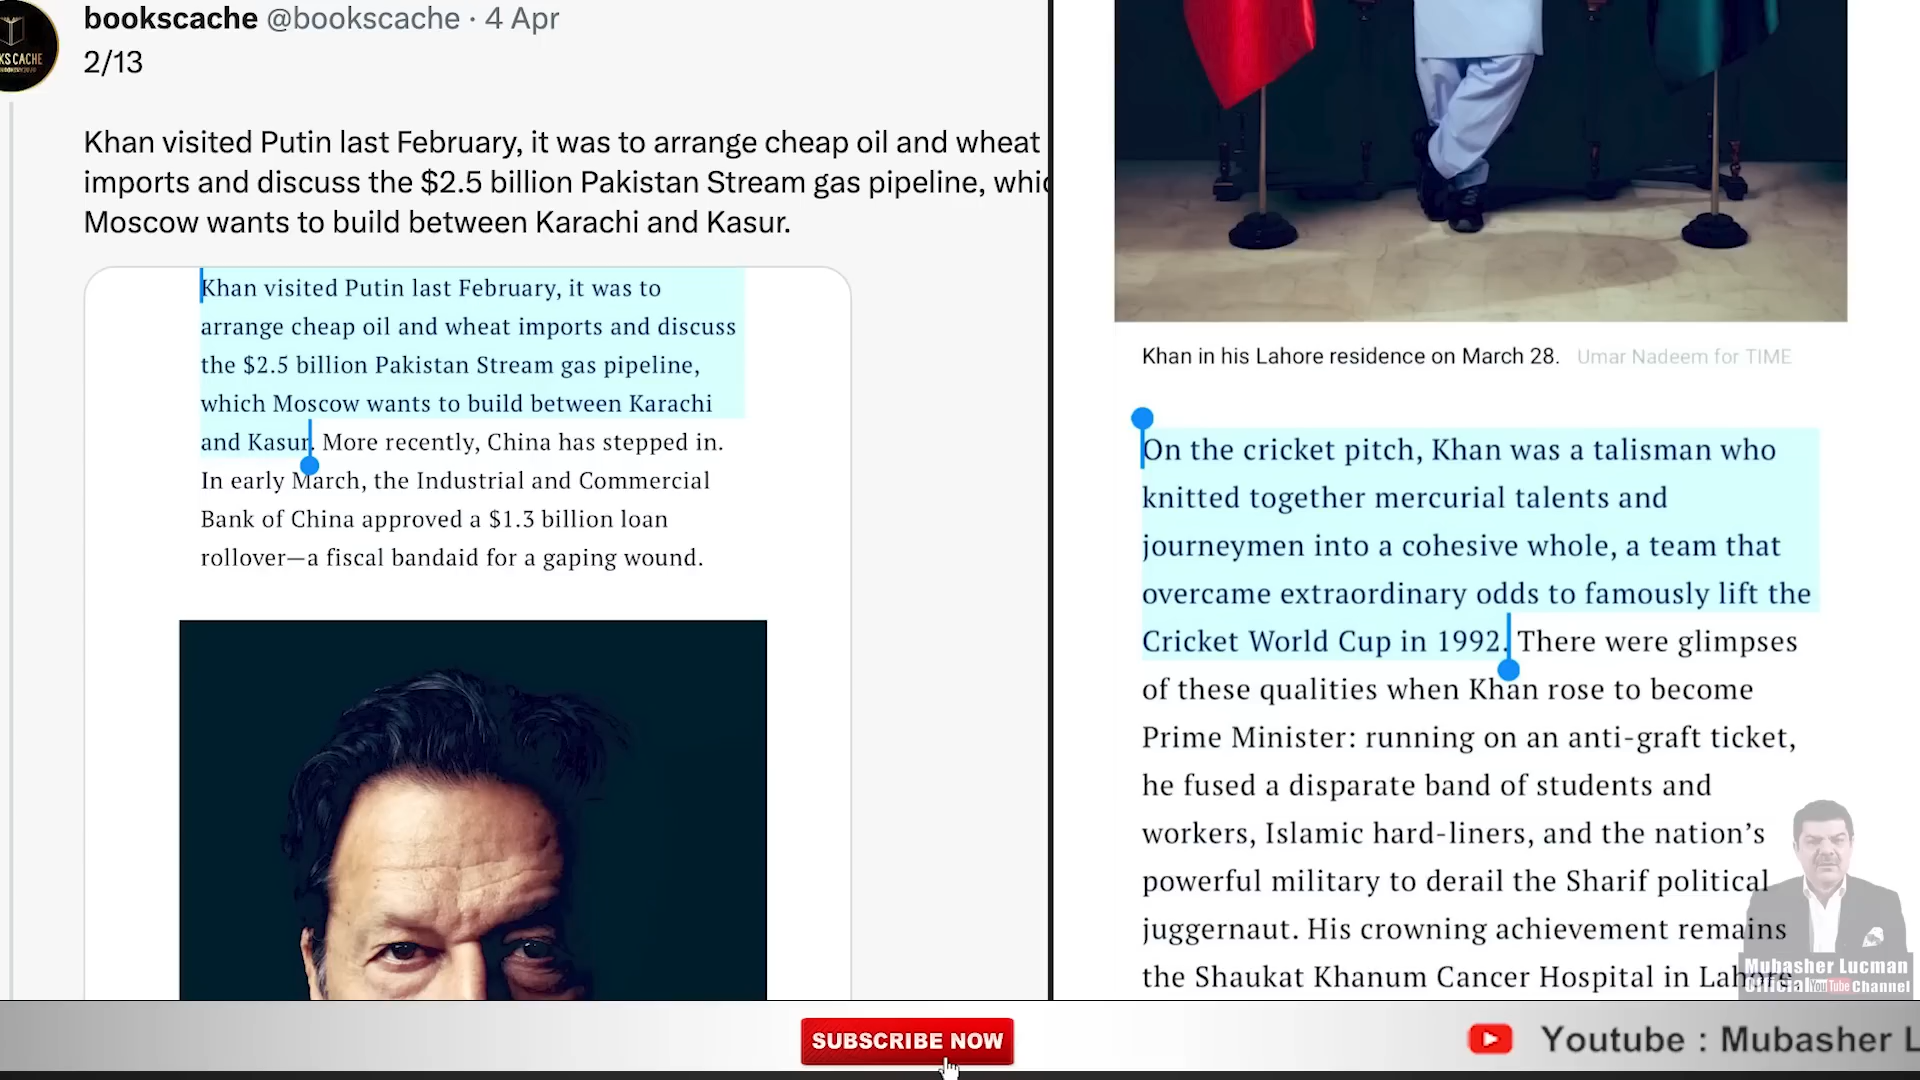 bookscache @bookscache · 4 Apr
2/13
KS CACHE
Khan visited Putin last February, it was to arrange cheap oil and wheat
imports and discuss the $2.5 billion Pakistan Stream gas pipeline, whic
Moscow wants to build between Karachi and Kasur.
Khan visited Putin last February, it was to
arrange cheap oil and wheat imports and discuss
the $2.5 billion Pakistan Stream gas pipeline,
which Moscow wants to build between Karachi
and Kasur. More recently, China has stepped in.
In early March, the Industrial and Commercial
Bank of China approved a $1.3 billion loan
rollover—a fiscal bandaid for a gaping wound.
Khan in his Lahore residence on March 28. Umar Nadeem for TIME
On the cricket pitch, Khan was a talisman who
knitted together mercurial talents and
journeymen into a cohesive whole, a team that
overcame extraordinary odds to famously lift the
Cricket World Cup in 1992. There were glimpses
of these qualities when Khan rose to become
Prime Minister: running on an anti-graft ticket,
he fused a disparate band of students and
workers, Islamic hard-liners, and the nation's
powerful military to derail the Sharif political
juggernaut. His crowning achievement remains
the Shaukat Khanum Cancer Hospital in Lahore,
Mubasher Lucman
Official YouTube Channel
SUBSCRIBE NOW
Youtube : Mubasher L